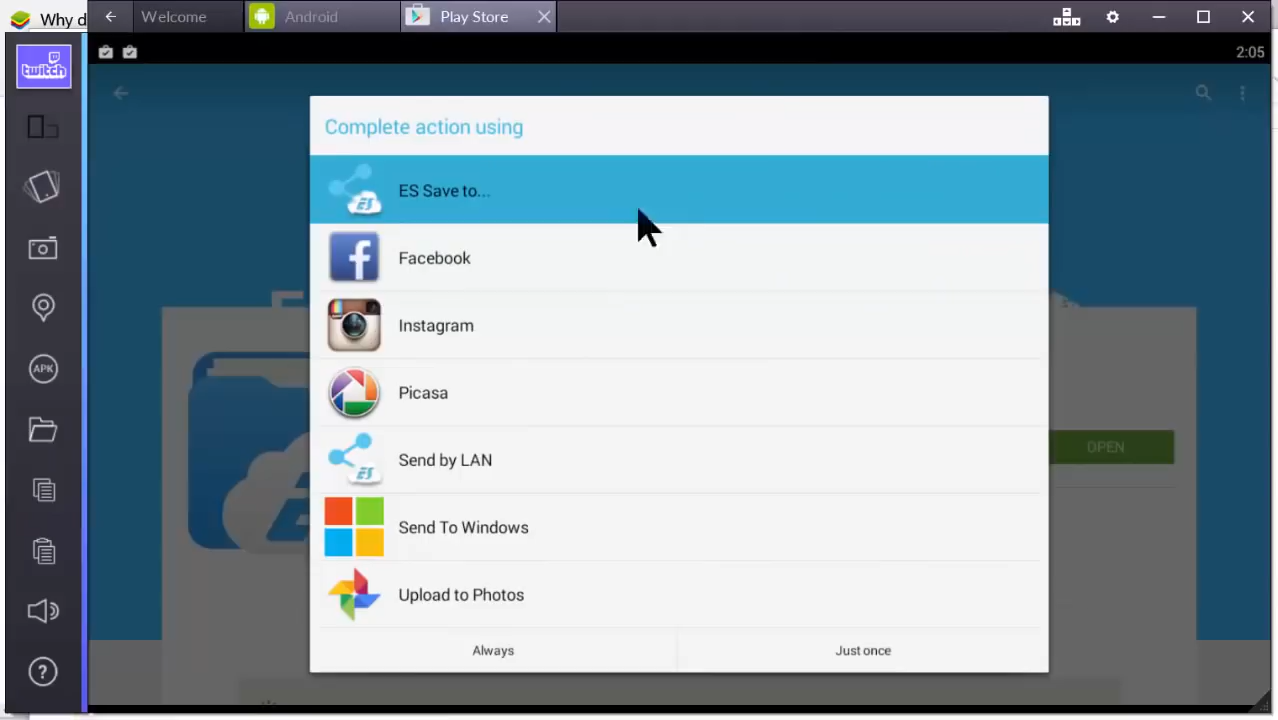 Why d
Welcome
Android
Play Store
twitch
2:05
Complete action using
ES Save to...
Facebook
Instagram
Picasa
Send by LAN
APK
OPEN
Send To Windows
Upload to Photos
Always
Just once